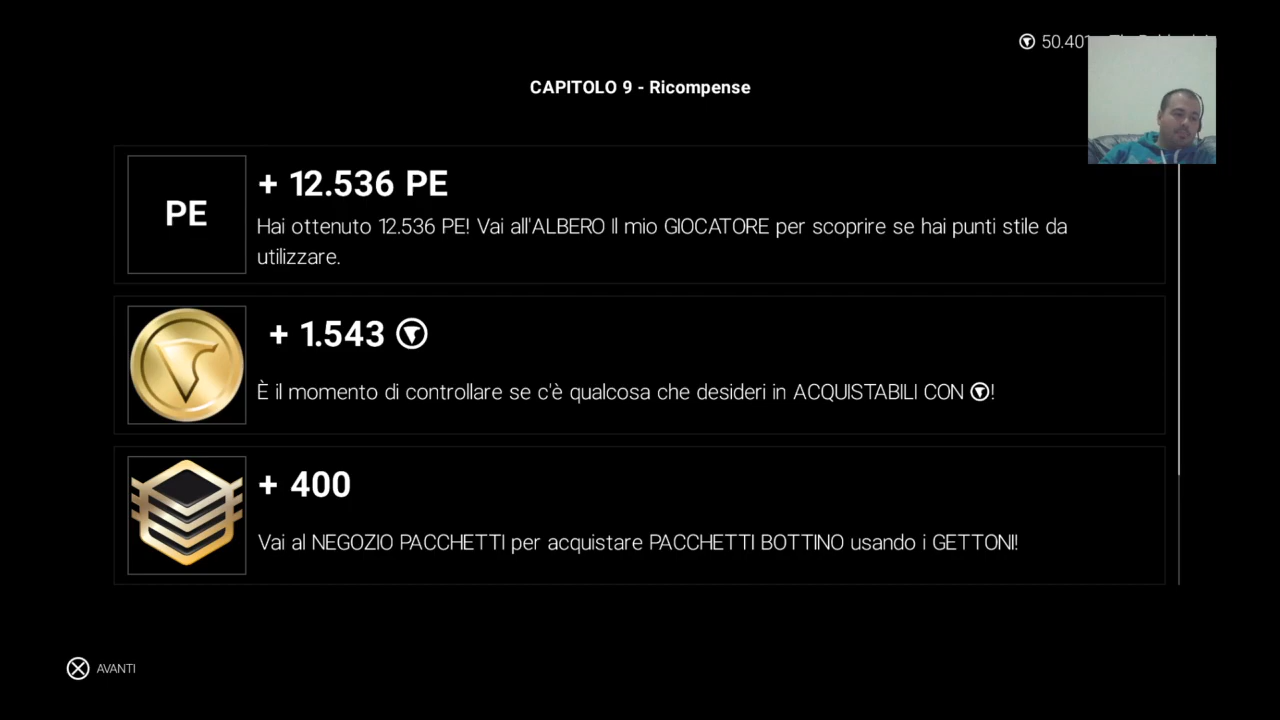 50.401
CAPITOLO 9 - Ricompense
PE
+ 12.536 PE
Hai ottenuto 12.536 PE! Vai all'ALBERO Il mio GIOCATORE per scoprire se hai punti stile da
utilizzare.
+ 1.543
È il momento di controllare se c'è qualcosa che desideri in ACQUISTABILI CON !
+ 400
Vai al NEGOZIO PACCHETTI per acquistare PACCHETTI BOTTINO usando i GETTONI!
AVANTI